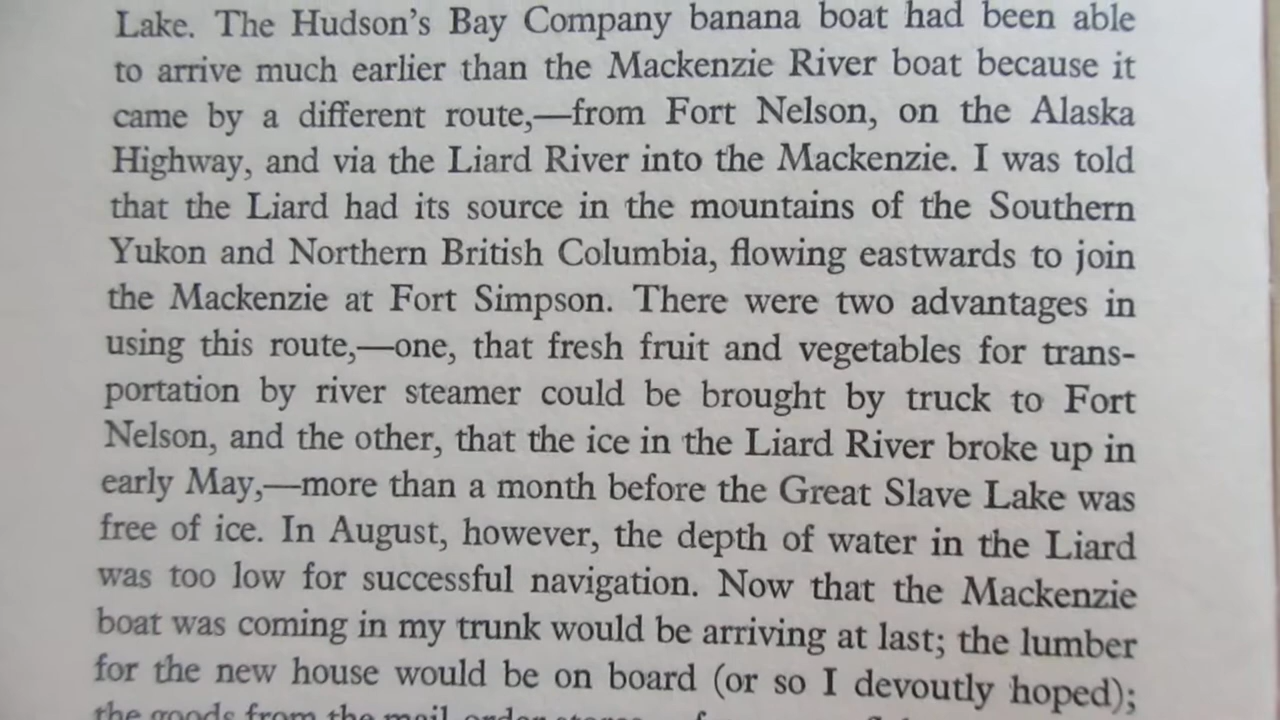 Lake. The Hudson's Bay Company banana boat had been able
to arrive much earlier than the Mackenzie River boat because it
came by a different route,—from Fort Nelson, on the Alaska
Highway, and via the Liard River into the Mackenzie. I was told
that the Liard had its source in the mountains of the Southern
Yukon and Northern British Columbia, flowing eastwards to join
the Mackenzie at Fort Simpson. There were two advantages in
using this route,—one, that fresh fruit and vegetables for trans-
portation by river steamer could be brought by truck to Fort
Nelson, and the other, that the ice in the Liard River broke up in
early May,—more than a month before the Great Slave Lake was
free of ice. In August, however, the depth of water in the Liard
was too low for successful navigation. Now that the Mackenzie
boat was coming in my trunk would be arriving at last; the lumber
for the new house would be on board (or so I devoutly hoped);
the goods from the mail order stores